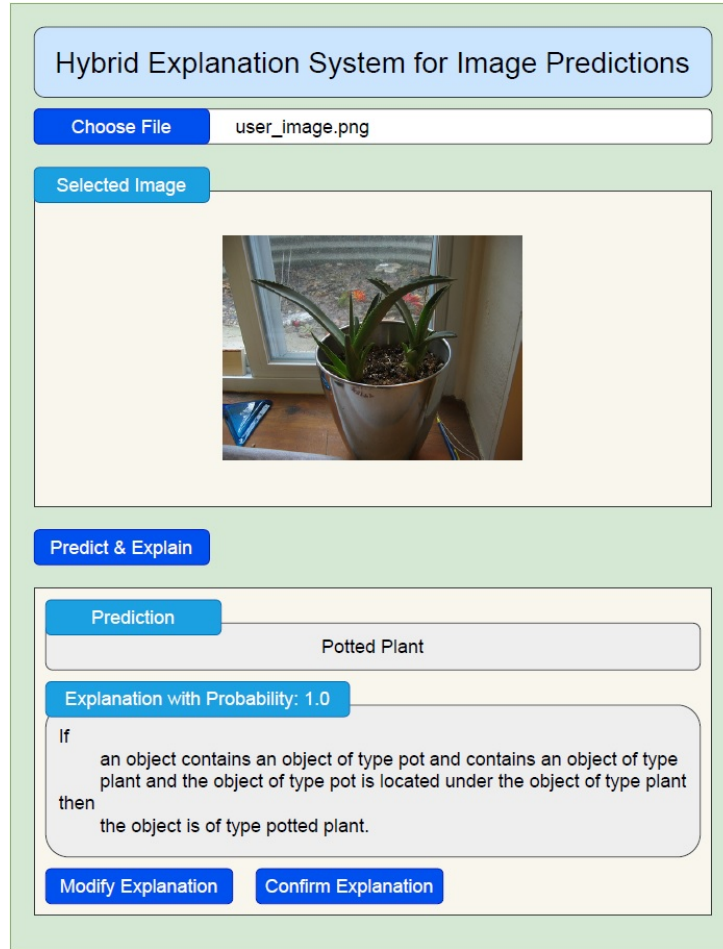 Hybrid Explanation System for Image Predictions
Choose File
user_image.png
Selected Image
Predict & Explain
Prediction
Potted Plant
Explanation with Probability: 1.0
If
an object contains an object of type pot and contains an object of type
plant and the object of type pot is located under the object of type plant
then
the object is of type potted plant.
Modify Explanation
Confirm Explanation